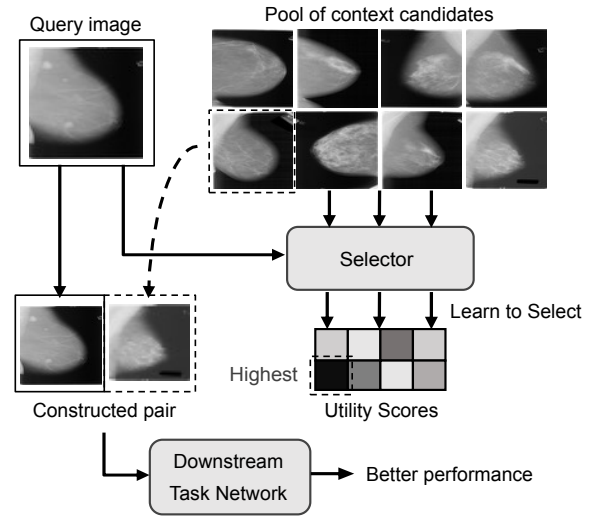 Query image
Pool of context candidates
Selector
Learn to Select
Highest
Constructed pair
Utility Scores
Downstream
Task Network
Better performance